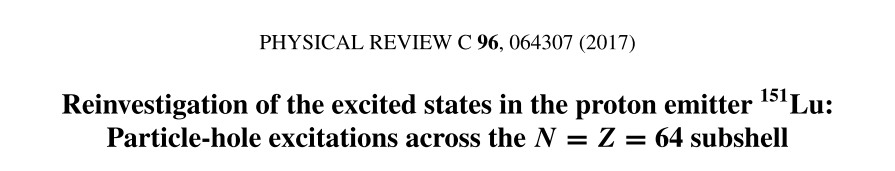 PHYSICAL REVIEW C 96, 064307 (2017)
Reinvestigation of the excited states in the proton emitter ¹⁵¹Lu:
Particle-hole excitations across the N = Z = 64 subshell